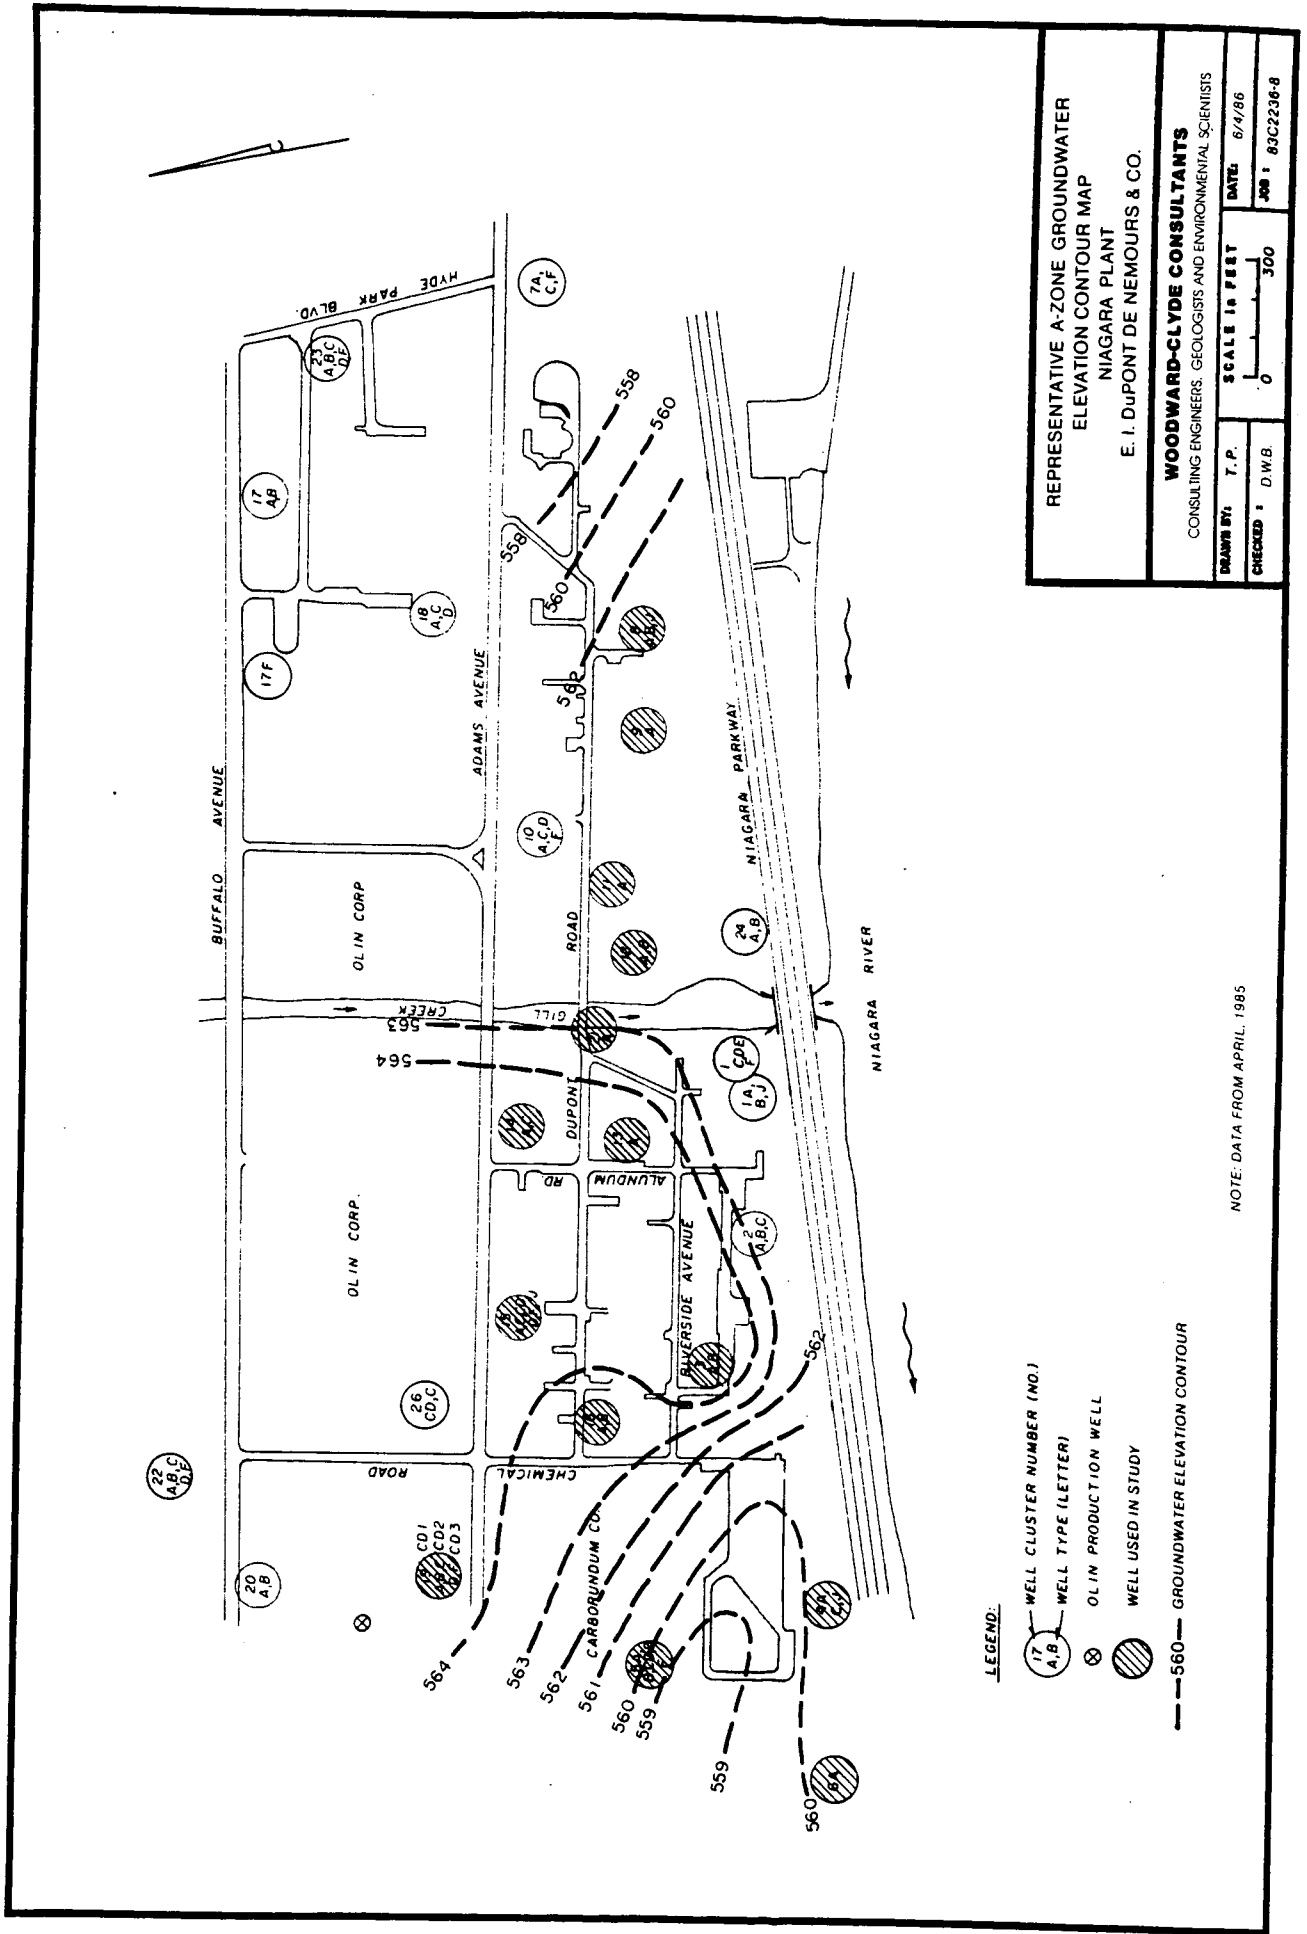 REPRESENTATIVE A-ZONE GROUNDWATER
ELEVATION CONTOUR MAP
NIAGARA PLANT
E. I. DuPONT DE NEMOURS & CO.
WOODWARD-CLYDE CONSULTANTS
CONSULTING ENGINEERS, GEOLOGISTS AND ENVIRONMENTAL SCIENTISTS
DRAWN BY: T.P.
SCALE IN FEET
0 300
DATE: 6/4/86
CHECKED: D.W.B.
JOB: 83C2236-8
BUFFALO AVENUE
ADAMS AVENUE
HYDE PARK
BLVD.
OLIN CORP
OLIN CORP.
GILL
CREEK
DUPONT
ROAD
ALUNDUM
RD.
RIVERSIDE AVENUE
CHEMICAL
ROAD
CARBORUNDUM CO.
NIAGARA PARKWAY
NIAGARA RIVER
22
A,B,C
D,F
20
A,B
CD1
CD2
CD3
26
CD,C
17F
17
A,B
18
A,C
D
23
A,B,C
D,F
7A,
C,F
10
A,C,D
F
24
A,B
1
C,D,E
F
1A,
B,J
2
A,B,C
14
A,C
9
A
11
A
6A
558
558
560
560
562
563
564
564
563
562
561
560
559
559
560
562
LEGEND:
17
A,B
WELL CLUSTER NUMBER (NO.)
WELL TYPE (LETTER)
OLIN PRODUCTION WELL
WELL USED IN STUDY
560 GROUNDWATER ELEVATION CONTOUR
NOTE: DATA FROM APRIL, 1985